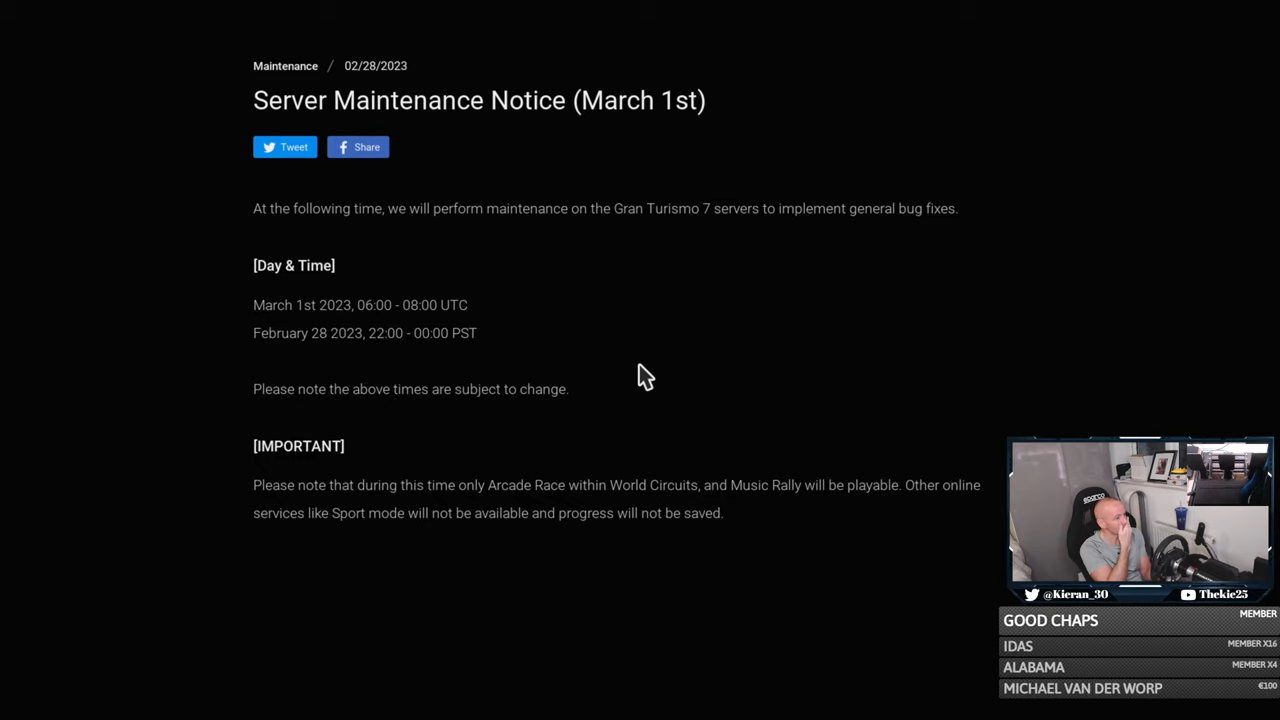 Maintenance / 02/28/2023
Server Maintenance Notice (March 1st)
Tweet
Share
At the following time, we will perform maintenance on the Gran Turismo 7 servers to implement general bug fixes.
[Day & Time]
March 1st 2023, 06:00 - 08:00 UTC
February 28 2023, 22:00 - 00:00 PST
Please note the above times are subject to change.
[IMPORTANT]
Please note that during this time only Arcade Race within World Circuits, and Music Rally will be playable. Other online
services like Sport mode will not be available and progress will not be saved.
sparco
@Kieran_30
Thekie25
GOOD CHAPS MEMBER
IDAS MEMBER X16
ALABAMA MEMBER X4
MICHAEL VAN DER WORP €100